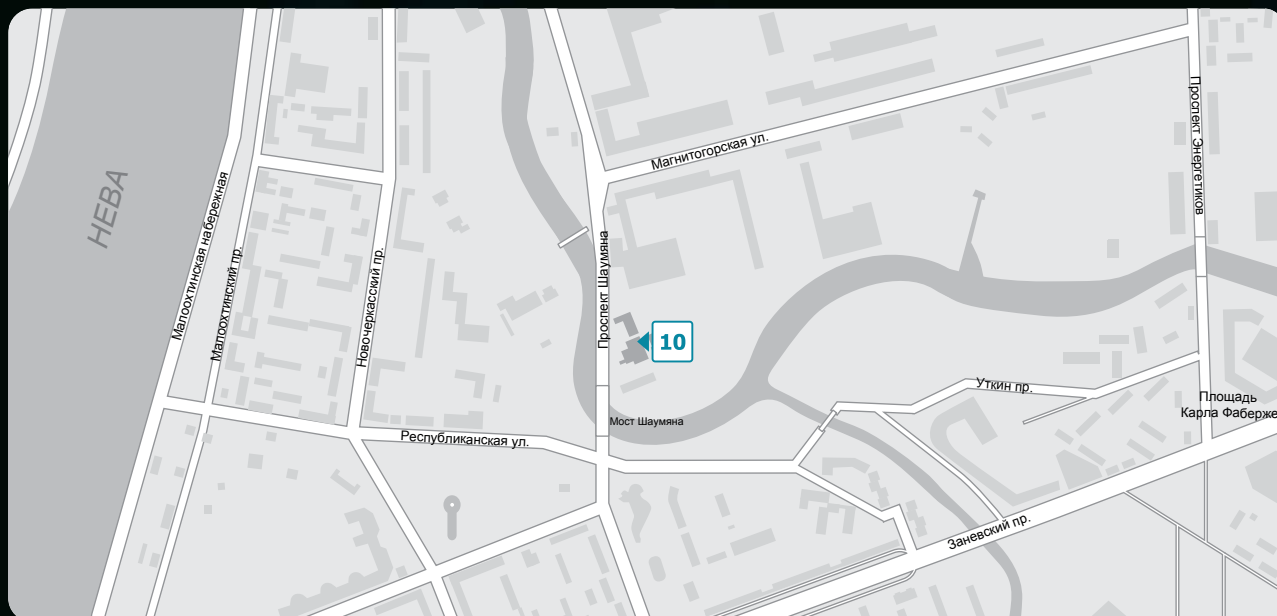 Магнитогорская ул.
Проспект Энергетиков
НЕВА
Малоохтинская набережная
Малоохтинский пр.
Новочеркасский пр.
Проспект Шаумяна
10
Уткин пр.
Площадь
Карла Фаберже
Мост Шаумяна
Республиканская ул.
Заневский пр.